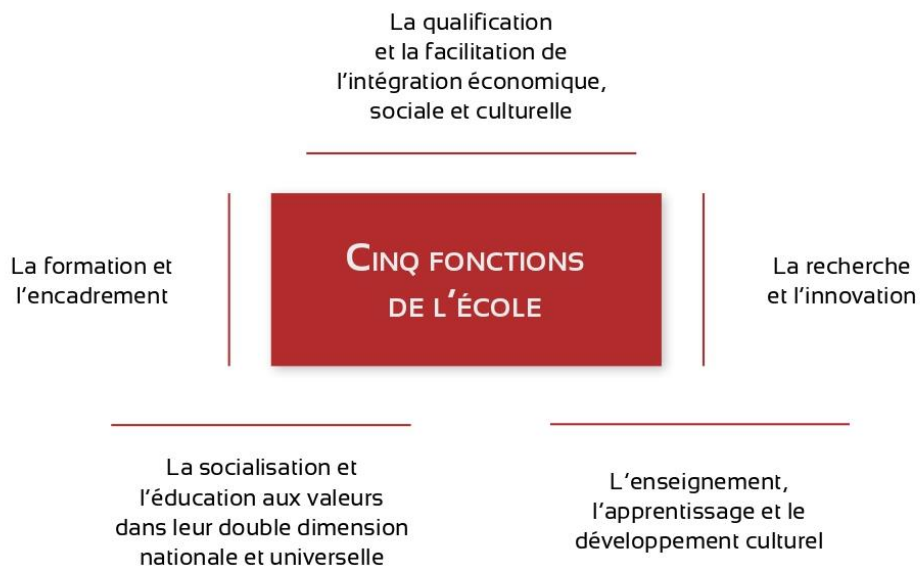 La qualification
et la facilitation de
l'intégration économique,
sociale et culturelle
La formation et
l'encadrement
CINQ FONCTIONS
DE L'ÉCOLE
La recherche
et l'innovation
La socialisation et
l'éducation aux valeurs
dans leur double dimension
nationale et universelle
L'enseignement,
l'apprentissage et le
développement culturel